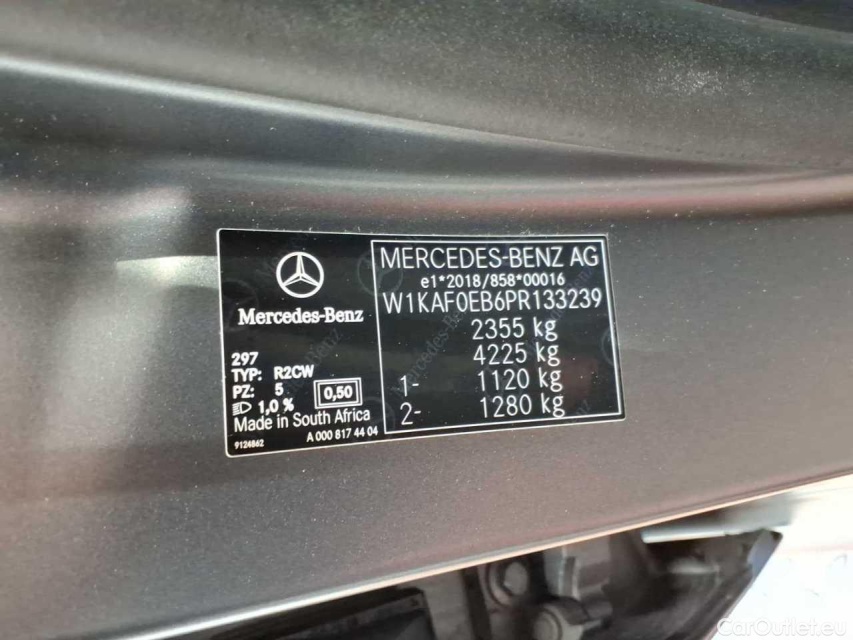 Mercedes-Benz
297
TYP: R2CW
PZ: 5
1,0 %
0,50
Made in South Africa
9124862
A 000 817 44 04
MERCEDES-BENZ AG
e1*2018/858*00016
W1KAF0EB6PR133239
2355 kg
4225 kg
1- 1120 kg
2- 1280 kg
CarOutlet.eu